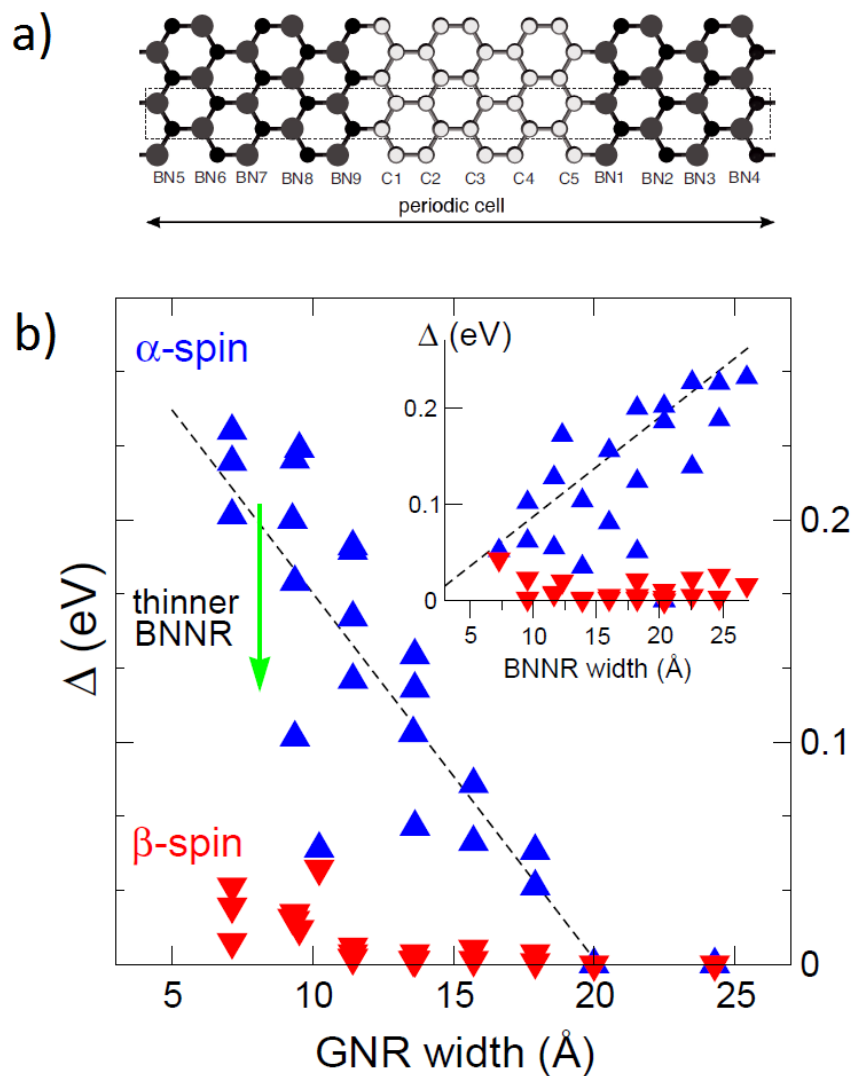 a)
BN5 BN6 BN7 BN8 BN9 C1 C2 C3 C4 C5 BN1 BN2 BN3 BN4
periodic cell
b)
α-spin
Δ (eV)
0.2
0.1
0
5 10 15 20 25
BNNR width (Å)
thinner
BNNR
β-spin
Δ (eV)
0.2
0.1
0
5 10 15 20 25
GNR width (Å)